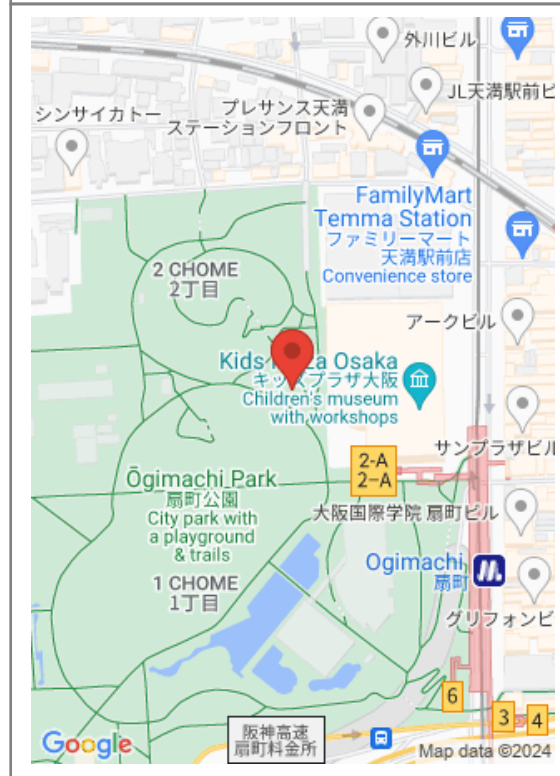 外川ビル
JL天満駅前ビ
プレサンス天満
ステーションフロント
シンサイカトー
FamilyMart
Temma Station
ファミリーマート
天満駅前店
Convenience store
2 CHOME
2丁目
アークビル
Kids
za Osaka
キッズプラザ大阪
Children's museum
with workshops
サンプラザビル
2-A
2−A
Ōgimachi Park
扇町公園
City park with
a playground
& trails
大阪国際学院 扇町ビル
Ogimachi
扇町
1 CHOME
1丁目
グリフォンビ
6
3
4
阪神高速
扇町料金所
Google
Map data ©2024